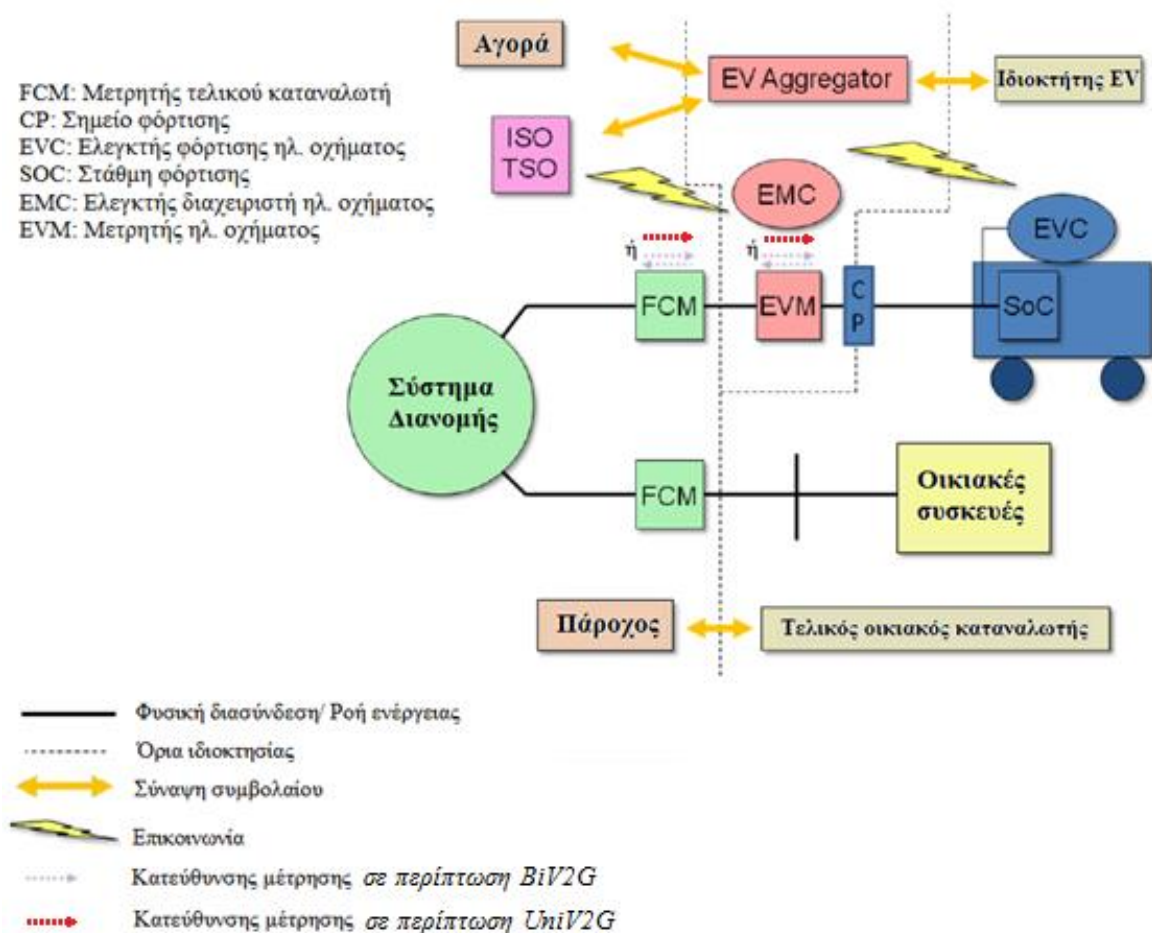 Αγορά
EV Aggregator
Ιδιοκτήτης EV
FCM: Μετρητής τελικού καταναλωτή
CP: Σημείο φόρτισης
EVC: Ελεγκτής φόρτισης ηλ. οχήματος
SOC: Στάθμη φόρτισης
EMC: Ελεγκτής διαχειριστή ηλ. οχήματος
EVM: Μετρητής ηλ. οχήματος
ISO
TSO
EMC
EVC
ή
ή
FCM
EVM
C
P
SoC
Σύστημα
Διανομής
FCM
Οικιακές
συσκευές
Πάροχος
Τελικός οικιακός καταναλωτής
Φυσική διασύνδεση/ Ροή ενέργειας
Όρια ιδιοκτησίας
Σύναψη συμβολαίου
Επικοινωνία
Κατεύθυνσης μέτρησης σε περίπτωση BiV2G
Κατεύθυνσης μέτρησης σε περίπτωση UniV2G